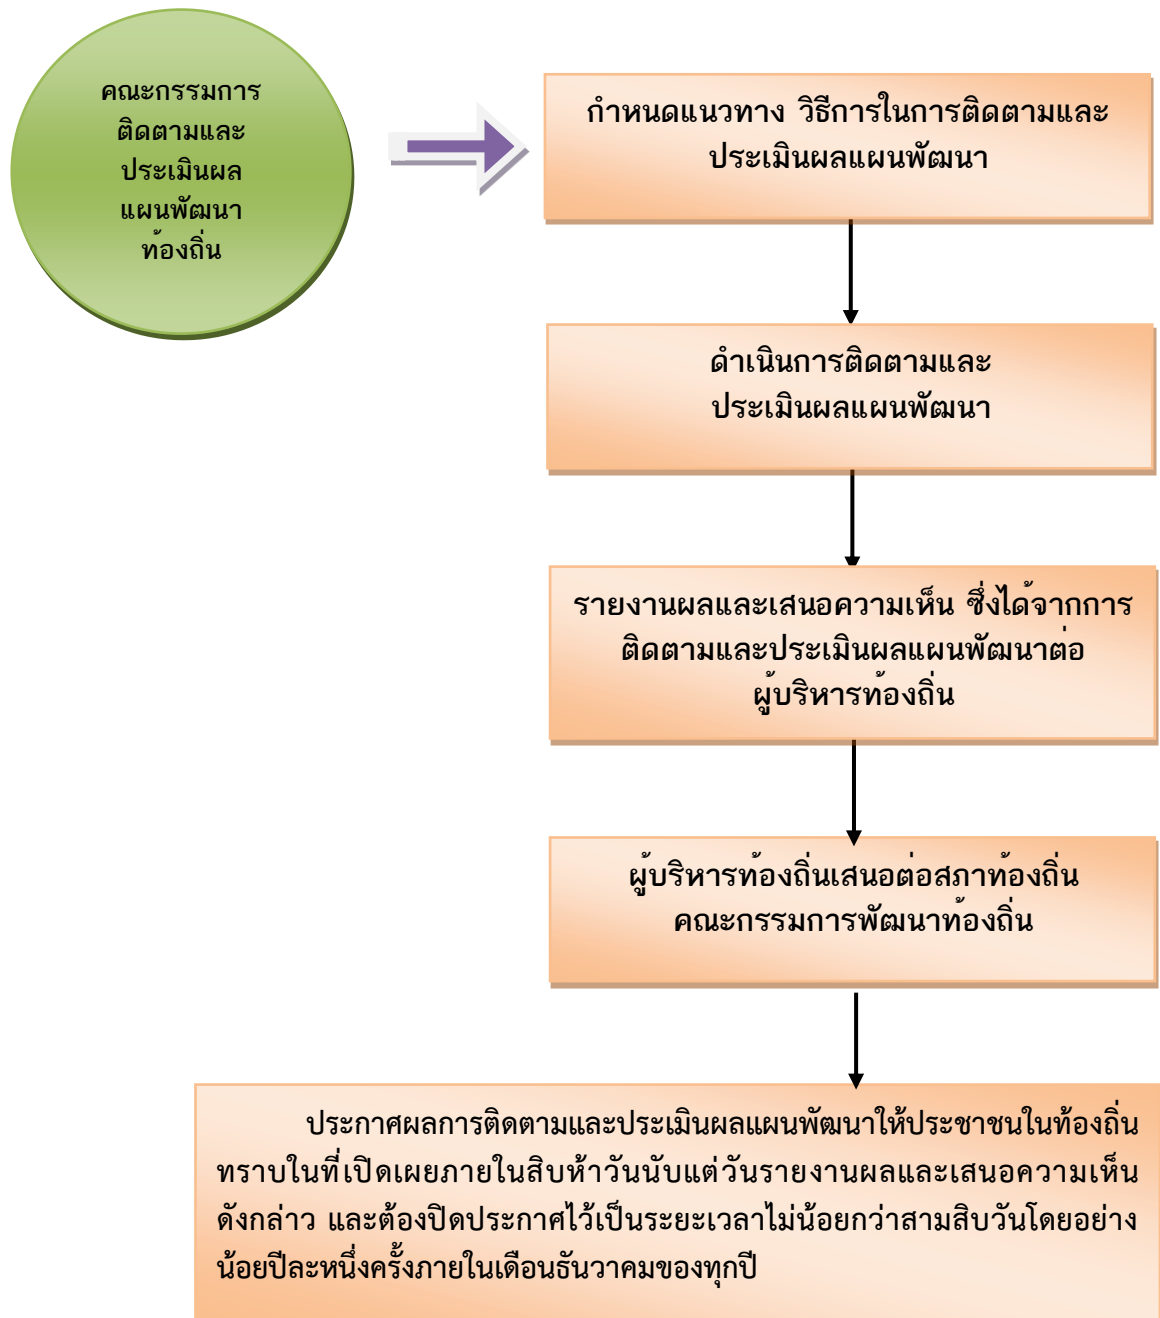 คณะกรรมการ
ติดตามและ
ประเมินผล
แผนพัฒนา
ท้องถิ่น
กำหนดแนวทาง วิธีการในการติดตามและ
ประเมินผลแผนพัฒนา
ดำเนินการติดตามและ
ประเมินผลแผนพัฒนา
รายงานผลและเสนอความเห็น ซึ่งได้จากการ
ติดตามและประเมินผลแผนพัฒนาต่อ
ผู้บริหารท้องถิ่น
ผู้บริหารท้องถิ่นเสนอต่อสภาท้องถิ่น
คณะกรรมการพัฒนาท้องถิ่น
ประกาศผลการติดตามและประเมินผลแผนพัฒนาให้ประชาชนในท้องถิ่น
ทราบในที่เปิดเผยภายในสิบห้าวันนับแต่วันรายงานผลและเสนอความเห็น
ดังกล่าว และต้องปิดประกาศไว้เป็นระยะเวลาไม่น้อยกว่าสามสิบวันโดยอย่าง
น้อยปีละหนึ่งครั้งภายในเดือนธันวาคมของทุกปี